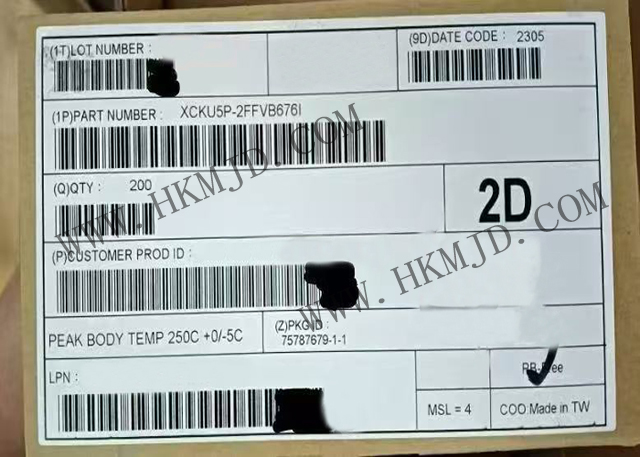 (1T)LOT NUMBER :
(9D)DATE CODE : 2305
(1P)PART NUMBER : XCKU5P-2FFVB676I
(Q)QTY : 200
2D
(P)CUSTOMER PROD ID :
PEAK BODY TEMP 250C +0/-5C
(Z)PKG ID :
75787679-1-1
LPN :
PB-Free
MSL = 4
COO:Made in TW
WWW.HKMJD.COM
WWW.HKMJD.COM